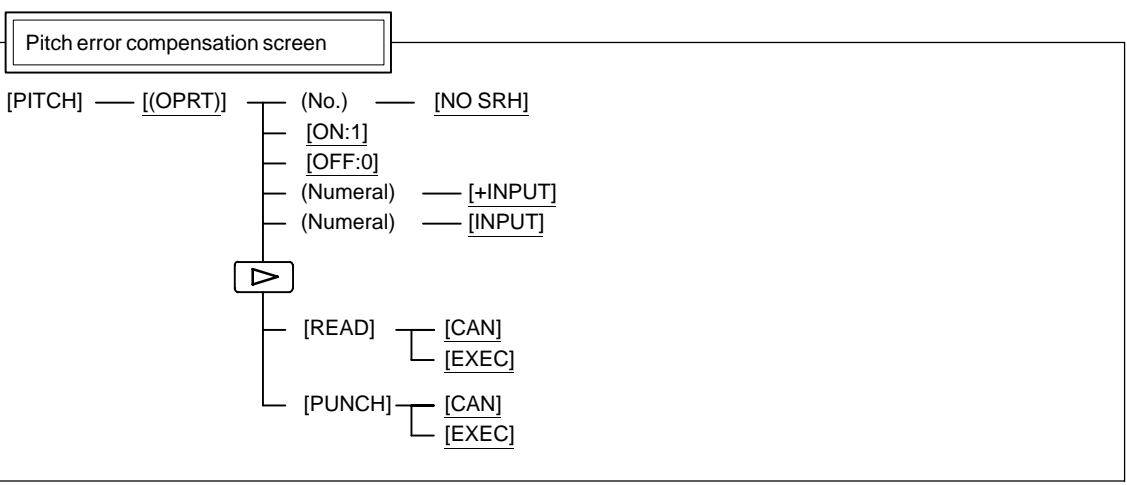 Pitch error compensation screen
[PITCH] [(OPRT)] (No.) [NO SRH]
[ON:1]
[OFF:0]
(Numeral) [+INPUT]
(Numeral) [INPUT]
[READ] [CAN]
[EXEC]
[PUNCH] [CAN]
[EXEC]